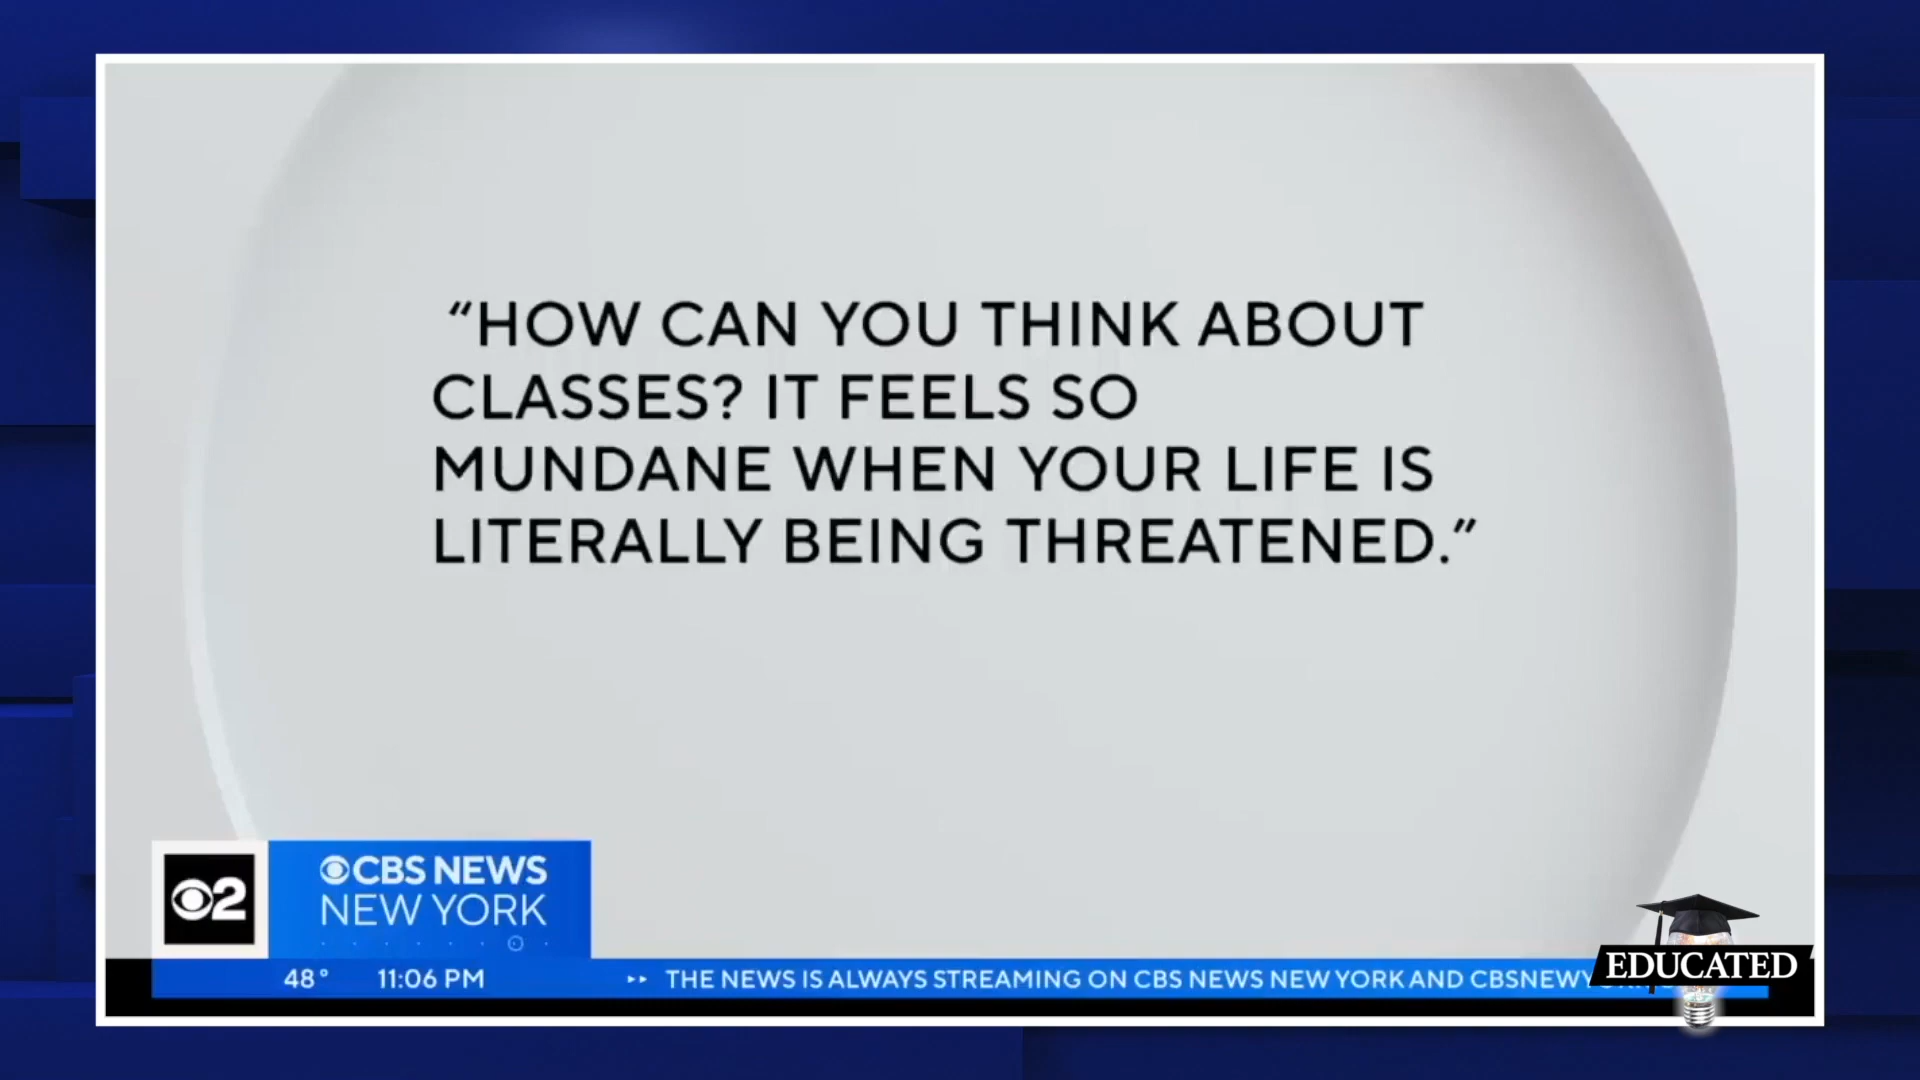 “HOW CAN YOU THINK ABOUT
CLASSES? IT FEELS SO
MUNDANE WHEN YOUR LIFE IS
LITERALLY BEING THREATENED.”
2
CBS NEWS
NEW YORK
48° 11:06 PM THE NEWS IS ALWAYS STREAMING ON CBS NEWS NEW YORK AND
EDUCATED